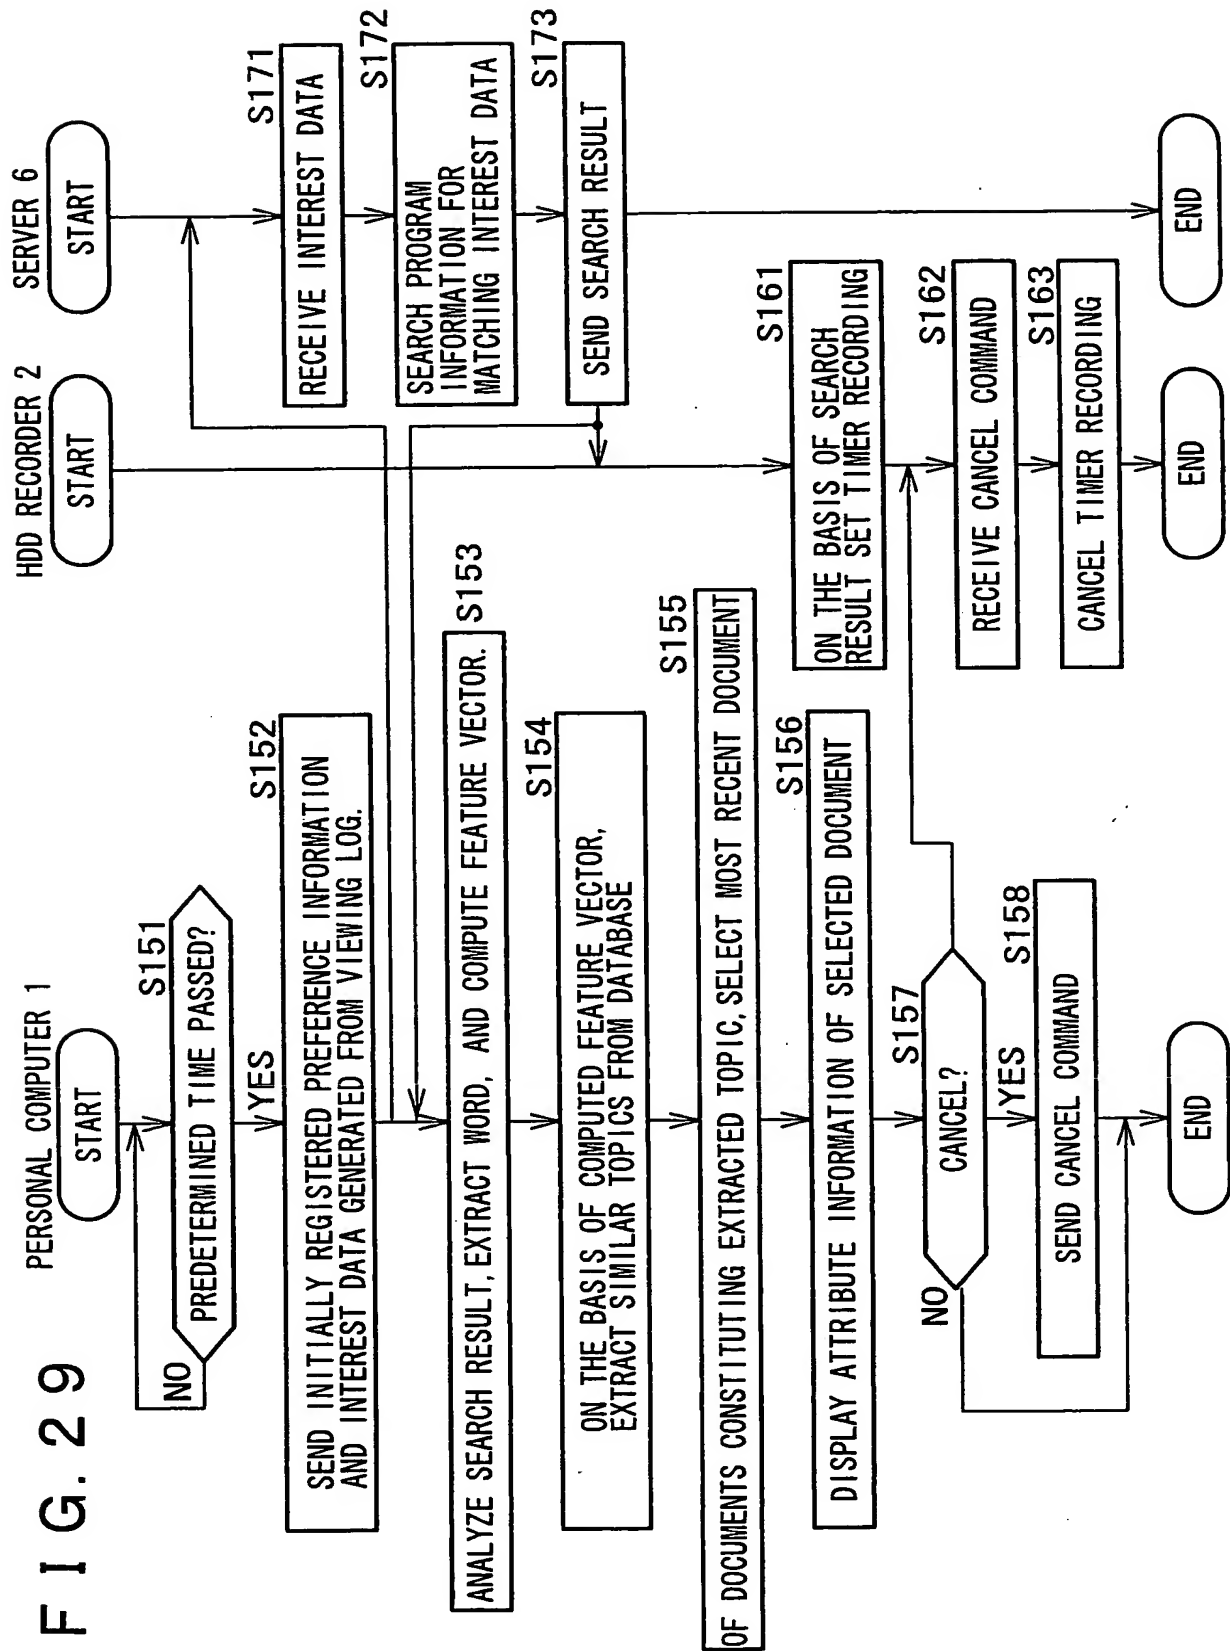 FIG. 29
PERSONAL COMPUTER 1
START
S151
PREDETERMINED TIME PASSED?
NO
YES
S152
SEND INITIALLY REGISTERED PREFERENCE INFORMATION
AND INTEREST DATA GENERATED FROM VIEWING LOG.
S153
ANALYZE SEARCH RESULT, EXTRACT WORD, AND COMPUTE FEATURE VECTOR.
S154
ON THE BASIS OF COMPUTED FEATURE VECTOR,
EXTRACT SIMILAR TOPICS FROM DATABASE
S155
OF DOCUMENTS CONSTITUTING EXTRACTED TOPIC, SELECT MOST RECENT DOCUMENT
S156
DISPLAY ATTRIBUTE INFORMATION OF SELECTED DOCUMENT
S157
CANCEL?
NO
YES
S158
SEND CANCEL COMMAND
END
HDD RECORDER 2
START
S161
ON THE BASIS OF SEARCH
RESULT SET TIMER RECORDING
S162
RECEIVE CANCEL COMMAND
S163
CANCEL TIMER RECORDING
END
SERVER 6
START
S171
RECEIVE INTEREST DATA
S172
SEARCH PROGRAM
INFORMATION FOR
MATCHING INTEREST DATA
S173
SEND SEARCH RESULT
END